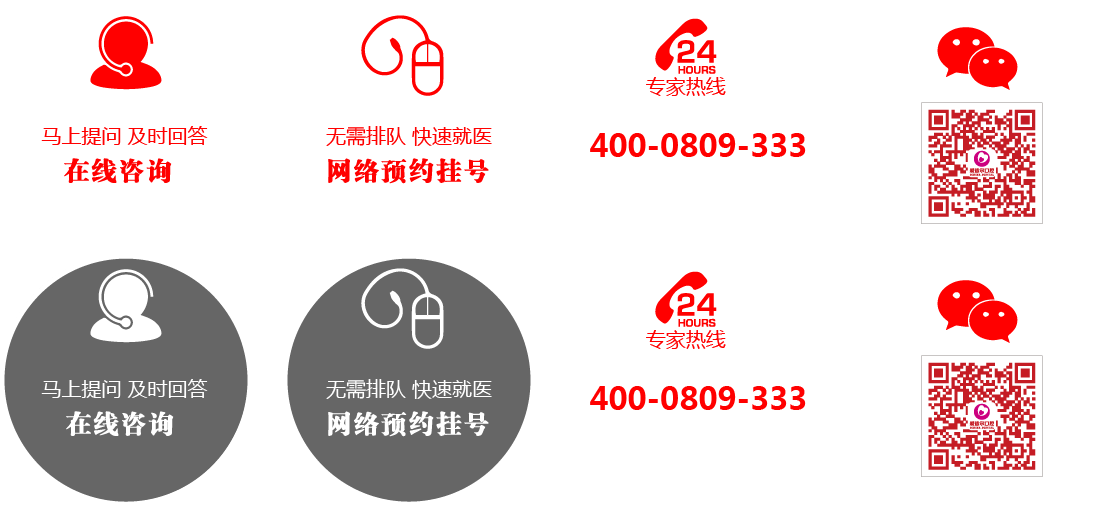 马上提问 及时回答
在线咨询
无需排队 快速就医
网络预约挂号
24
HOURS
专家热线
400-0809-333
马上提问 及时回答
在线咨询
无需排队 快速就医
网络预约挂号
24
HOURS
专家热线
400-0809-333